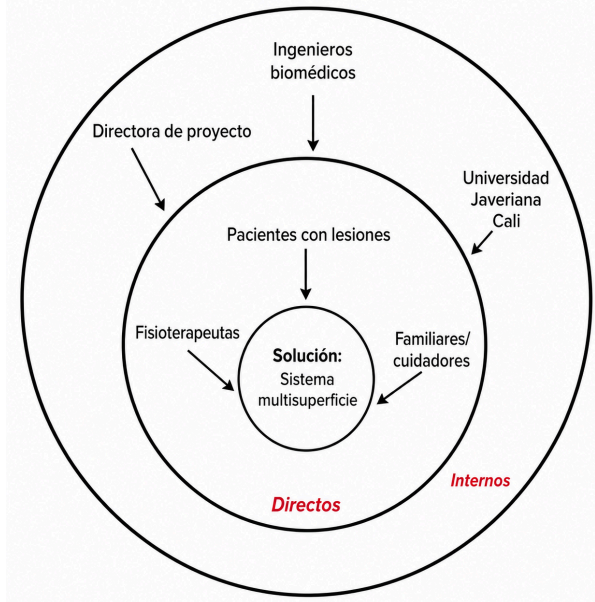 Ingenieros
biomédicos
Directora de proyecto
Universidad
Javeriana
Cali
Pacientes con lesiones
Fisioterapeutas
Solución:
Sistema
multisuperficie
Familiares/
cuidadores
Internos
Directos